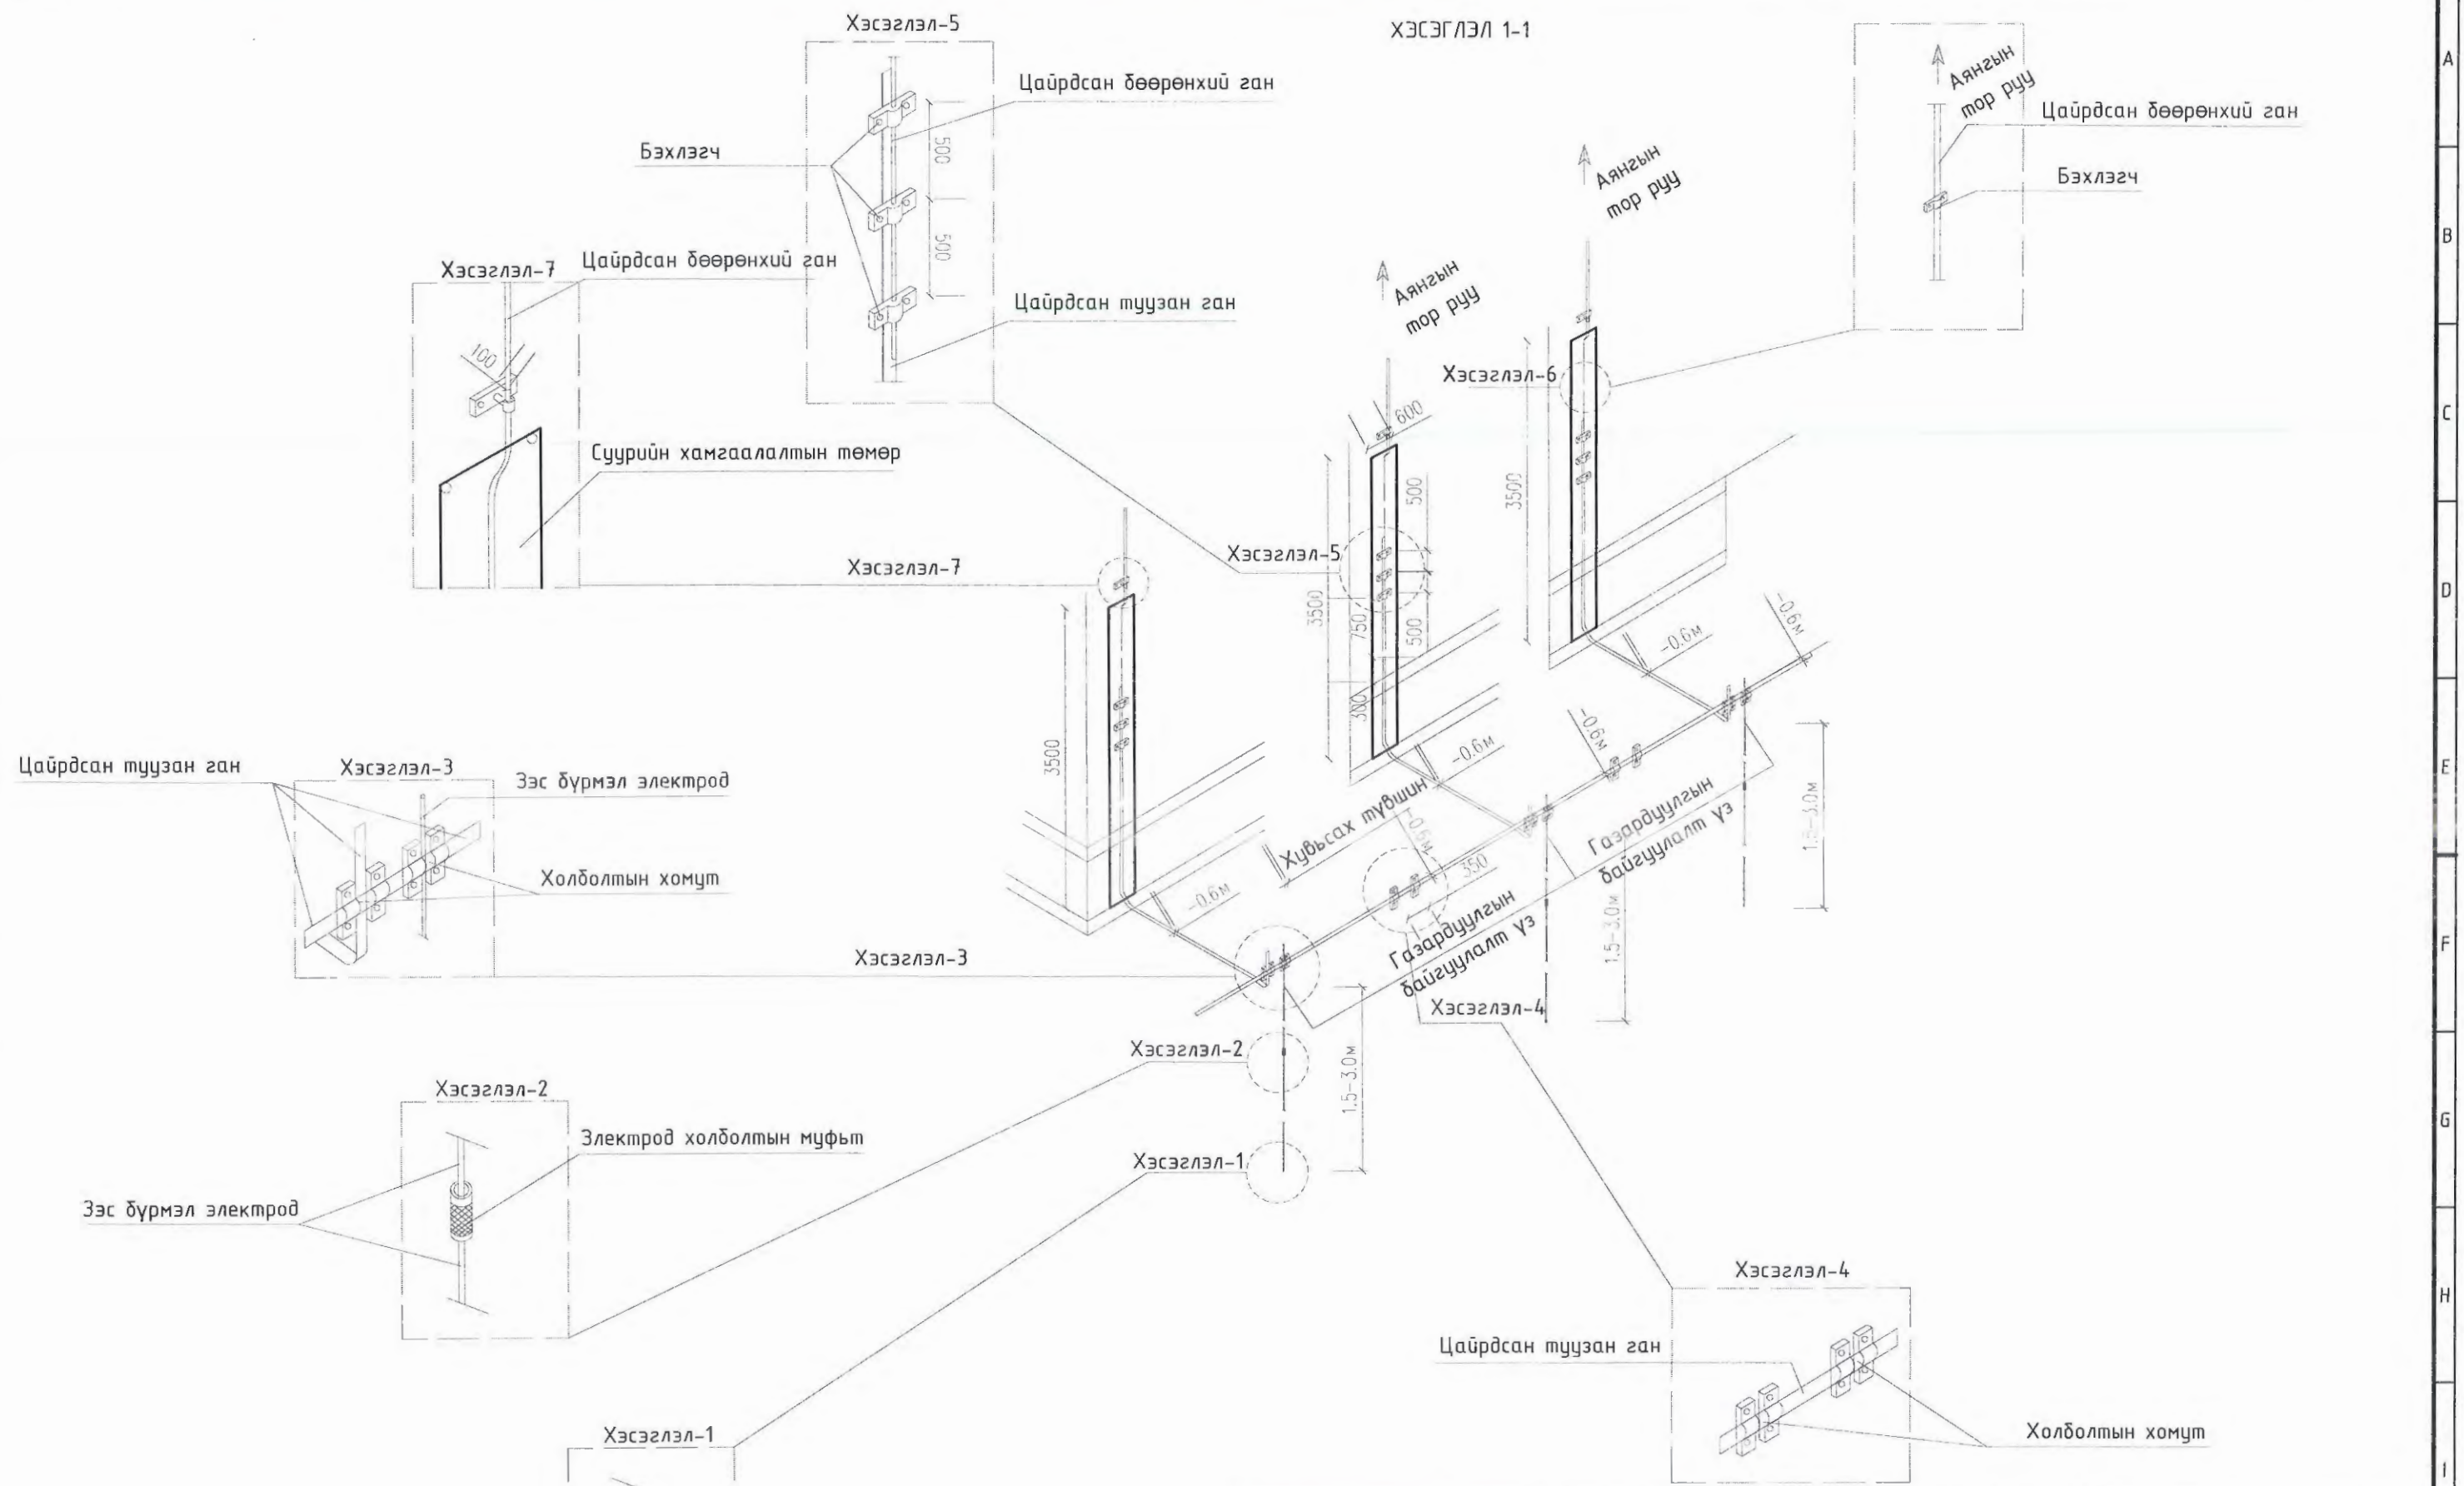 Хэсэглэл-5
ХЭСЭГЛЭЛ 1-1
Цайрдсан бөөрөнхий ган
Бэхлэгч
500
500
Цайрдсан туузан ган
Аянгын
тор руу
Цайрдсан бөөрөнхий ган
Бэхлэгч
Хэсэглэл-7
Цайрдсан бөөрөнхий ган
100
Суурийн хамгаалалтын төмөр
Хэсэглэл-7
3500
Аянгын
тор руу
600
Хэсэглэл-5
3500
500
750
500
300
Аянгын
тор руу
Хэсэглэл-6
3500
-0.6м
-0.6м
-0.6м
-0.6м
Хувьсах түвшин
-0.6м
350
-0.6м
Газардуулгын
байгуулалт үз
Газардуулгын
байгуулалт үз
1.5-3.0м
1.5-3.0м
1.5-3.0м
Цайрдсан туузан ган
Хэсэглэл-3
Зэс бүрмэл электрод
Холболтын хомут
Хэсэглэл-3
Хэсэглэл-4
Хэсэглэл-2
Хэсэглэл-1
Хэсэглэл-2
Электрод холболтын муфьт
Зэс бүрмэл электрод
Хэсэглэл-4
Цайрдсан туузан ган
Холболтын хомут
Хэсэглэл-1
A
B
C
D
E
F
G
H
I